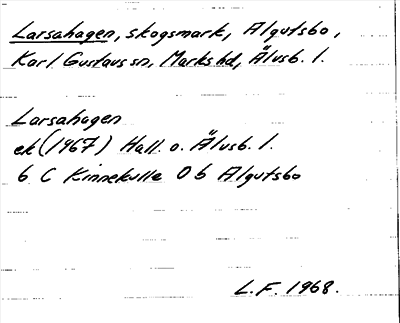 Larsahagen, skogsmark, Algutsbo,
Karl Gustavs sn, Marks hd, Älvsb. l.
Larsahagen
ek (1967) Hall. o. Älvsb. l.
6 C Kinnekulle 0 b Algutsbo
L.F. 1968.